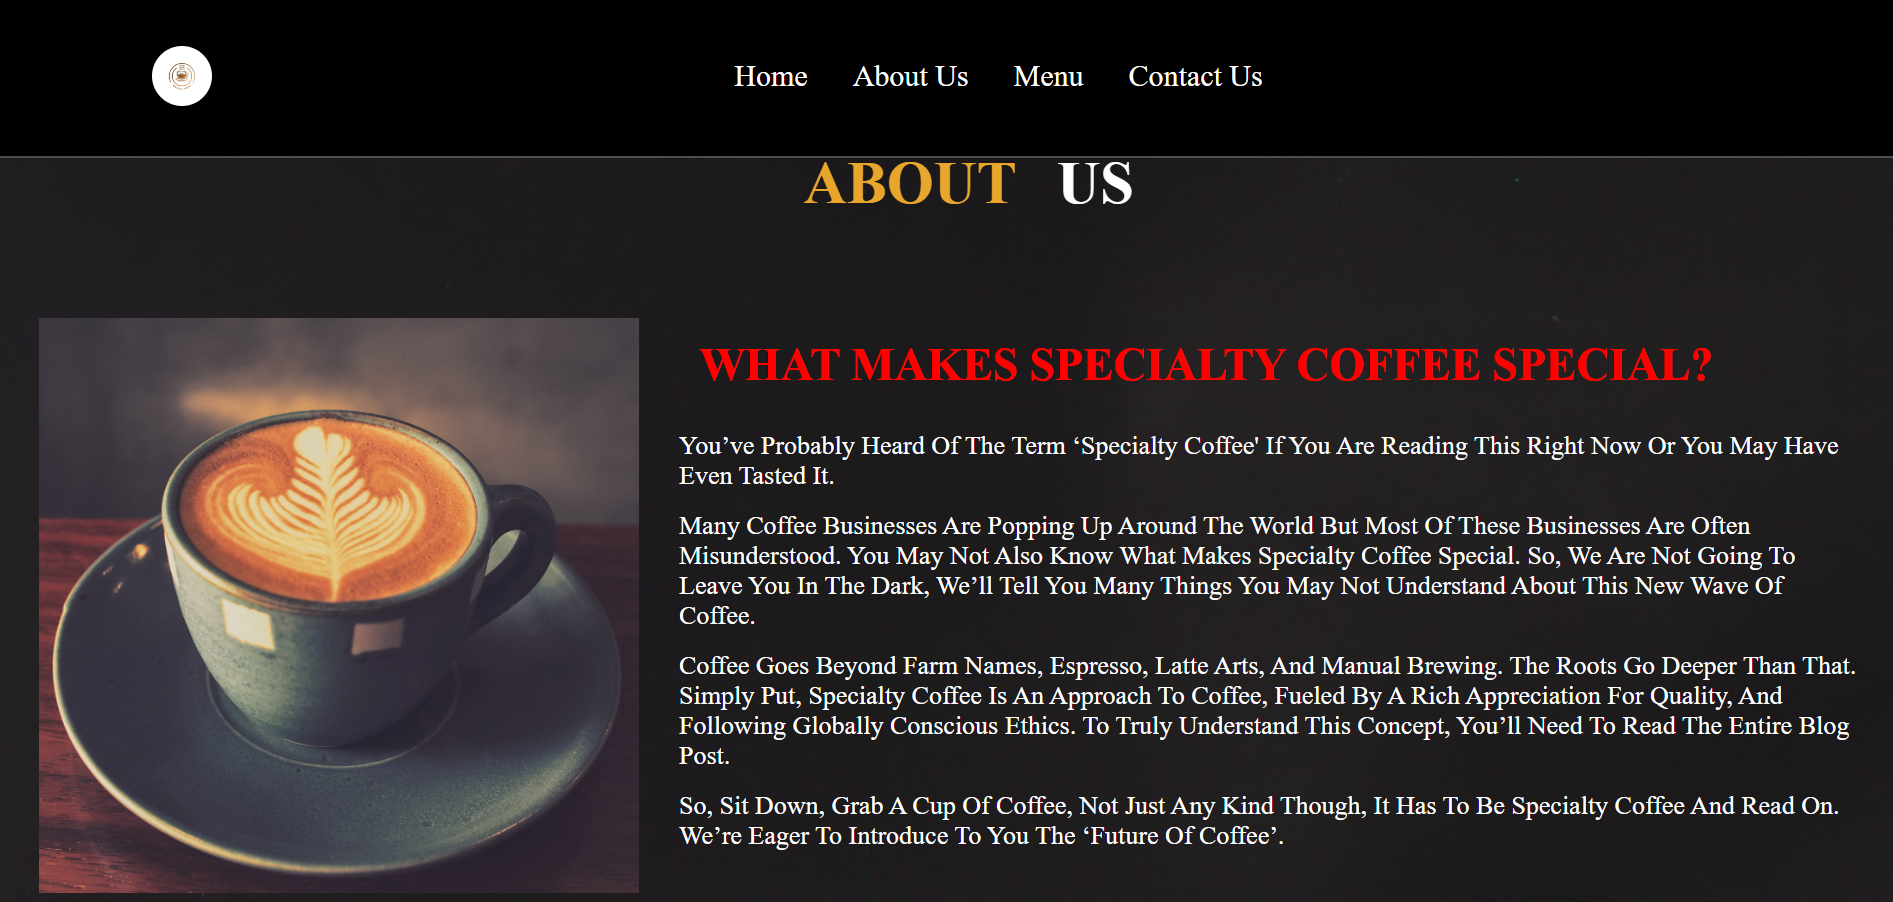 Home About Us Menu Contact Us
ABOUT US
WHAT MAKES SPECIALTY COFFEE SPECIAL?
You’ve Probably Heard Of The Term ‘Specialty Coffee' If You Are Reading This Right Now Or You May Have
Even Tasted It.
Many Coffee Businesses Are Popping Up Around The World But Most Of These Businesses Are Often
Misunderstood. You May Not Also Know What Makes Specialty Coffee Special. So, We Are Not Going To
Leave You In The Dark, We’ll Tell You Many Things You May Not Understand About This New Wave Of
Coffee.
Coffee Goes Beyond Farm Names, Espresso, Latte Arts, And Manual Brewing. The Roots Go Deeper Than That.
Simply Put, Specialty Coffee Is An Approach To Coffee, Fueled By A Rich Appreciation For Quality, And
Following Globally Conscious Ethics. To Truly Understand This Concept, You’ll Need To Read The Entire Blog
Post.
So, Sit Down, Grab A Cup Of Coffee, Not Just Any Kind Though, It Has To Be Specialty Coffee And Read On.
We’re Eager To Introduce To You The ‘Future Of Coffee’.